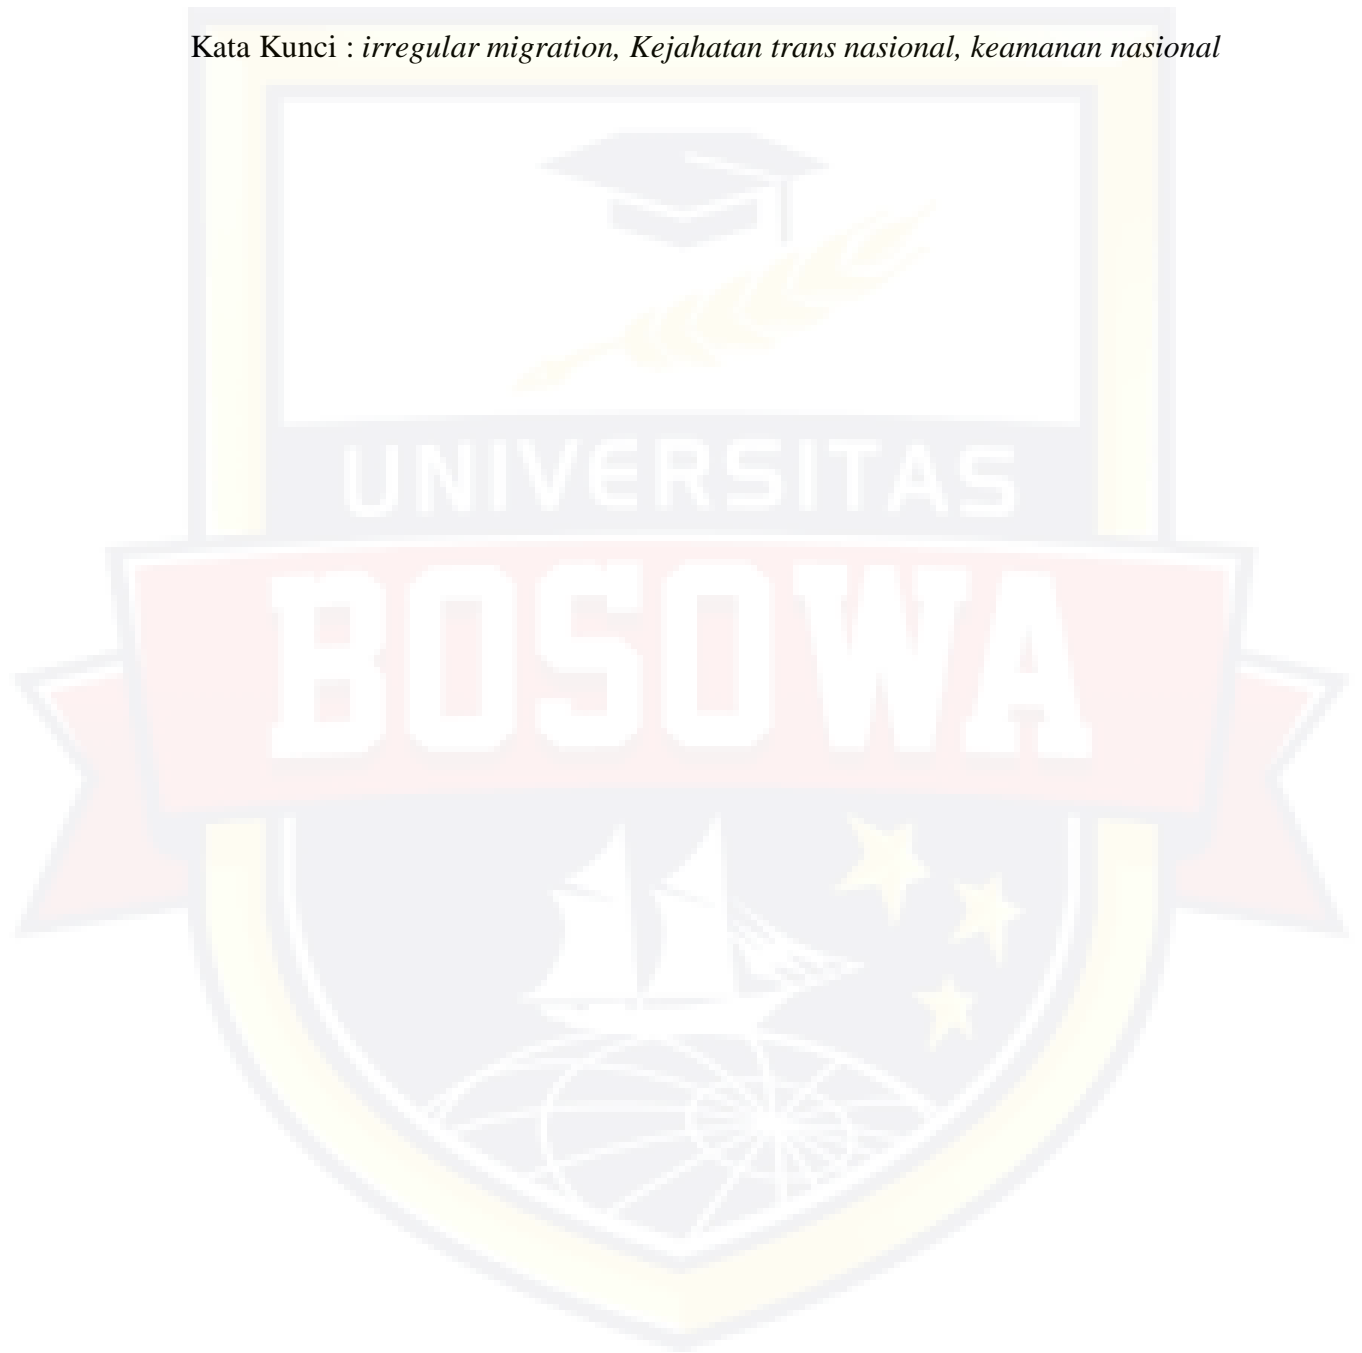 Kata Kunci : irregular migration, Kejahatan trans nasional, keamanan nasional
UNIVERSITAS
BOSOWA